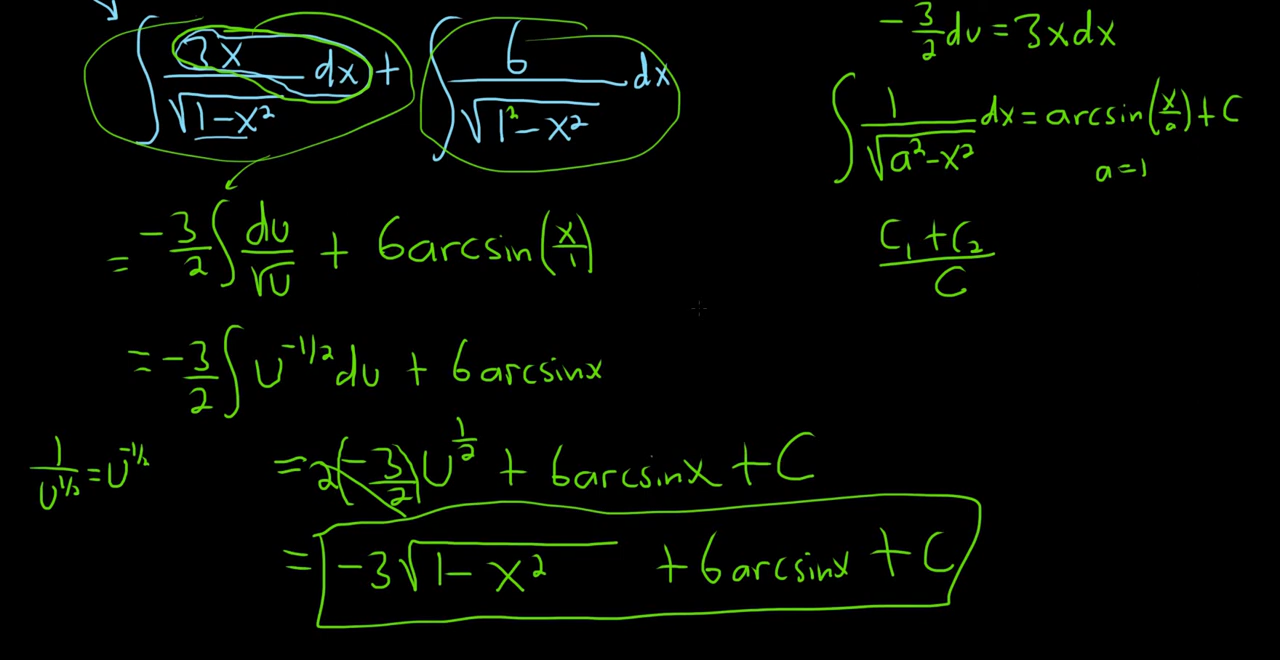 ∫ 3x/√(1-x²) dx + ∫ 6/√(1²-x²) dx
-3/2 du = 3xdx
∫ 1/√(a²-x²) dx = arcsin(x/a) + C
a=1
= -3/2 ∫ du/√u + 6arcsin(x/1)
C₁ + C₂
C
= -3/2 ∫ u^(-1/2) du + 6arcsinx
1/u^(1/2) = u^(-1/2)
= 2(-3/2)u^(1/2) + 6arcsinx + C
= -3√(1-x²) + 6arcsinx + C